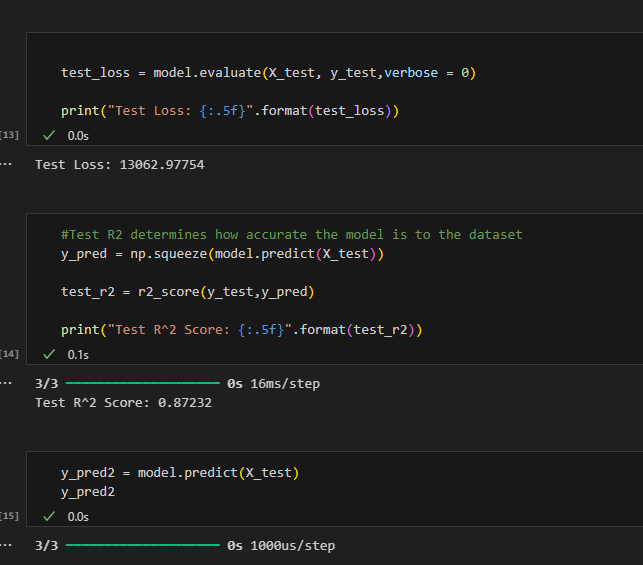 test_loss = model.evaluate(X_test, y_test,verbose = 0)
print("Test Loss: {:.5f}".format(test_loss))
[13]
0.0s
Test Loss: 13062.97754
#Test R2 determines how accurate the model is to the dataset
y_pred = np.squeeze(model.predict(X_test))
test_r2 = r2_score(y_test,y_pred)
print("Test R^2 Score: {:.5f}".format(test_r2))
[14]
0.1s
3/3 0s 16ms/step
Test R^2 Score: 0.87232
y_pred2 = model.predict(X_test)
y_pred2
[15]
0.0s
3/3 0s 1000us/step